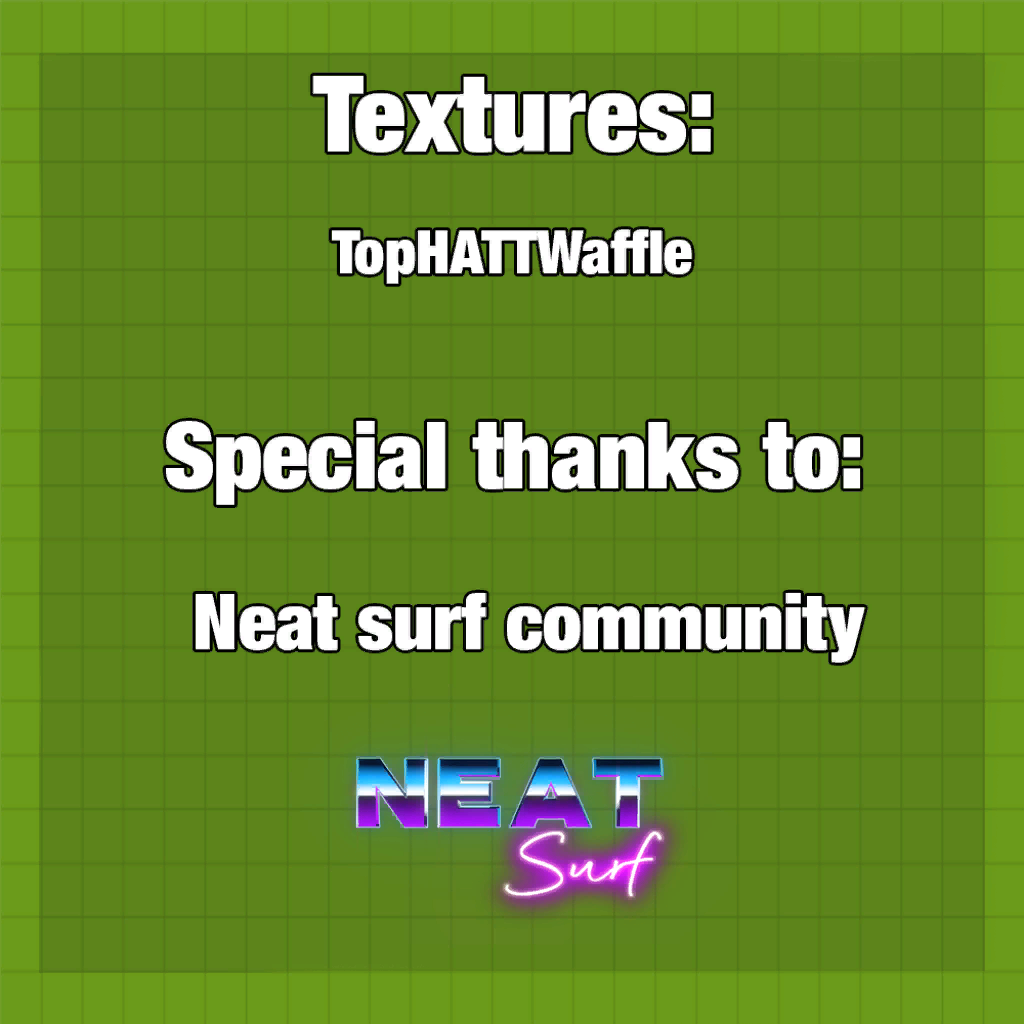 Textures:
TopHATTWaffle
Special thanks to:
Neat surf community
NEAT
Surf